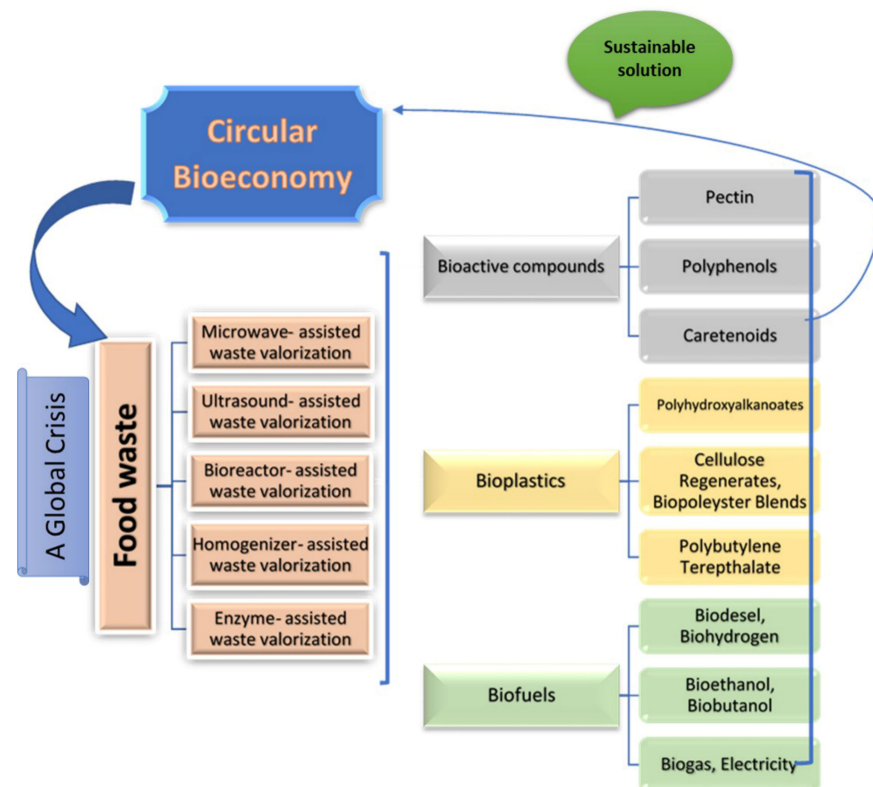 Sustainable
solution
Circular
Bioeconomy
A Global Crisis
Food waste
Microwave- assisted
waste valorization
Ultrasound- assisted
waste valorization
Bioreactor- assisted
waste valorization
Homogenizer- assisted
waste valorization
Enzyme- assisted
waste valorization
Bioactive compounds
Pectin
Polyphenols
Caretenoids
Bioplastics
Polyhydroxyalkanoates
Cellulose
Regenerates,
Biopoleyster Blends
Polybutylene
Terepthalate
Biofuels
Biodesel,
Biohydrogen
Bioethanol,
Biobutanol
Biogas, Electricity